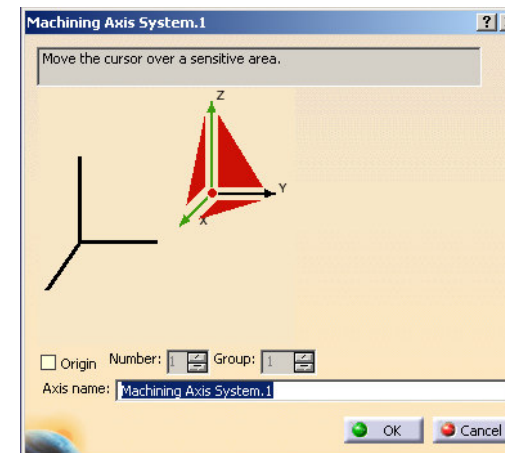 Machining Axis System.1 ?
Move the cursor over a sensitive area.
Z
Y
X
Origin Number: 1 Group: 1
Axis name: Machining Axis System.1
OK Cancel